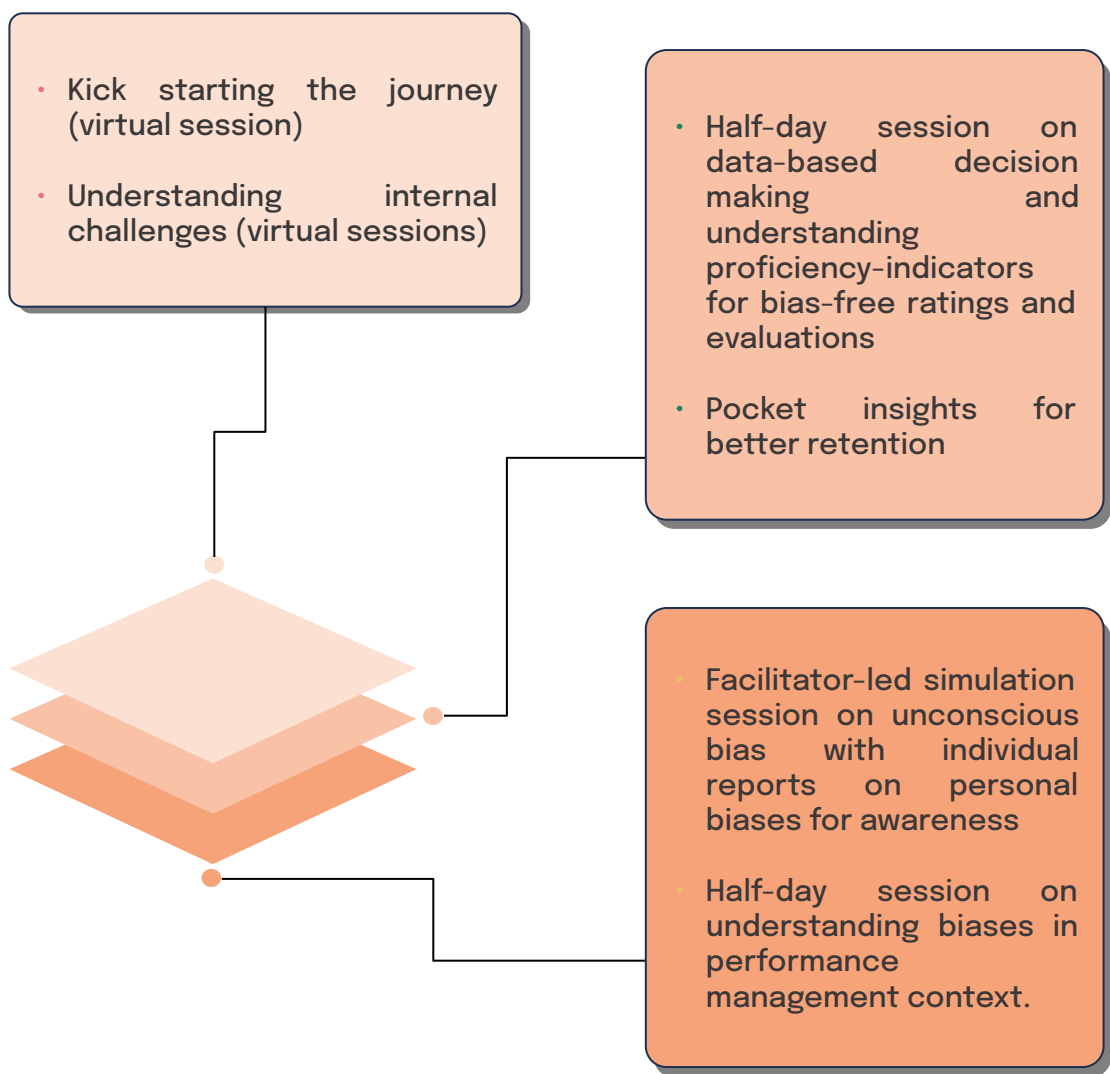 Kick starting the journey
(virtual session)
Understanding internal
challenges (virtual sessions)
Half-day session on
data-based decision
making and
understanding
proficiency-indicators
for bias-free ratings and
evaluations
Pocket insights for
better retention
Facilitator-led simulation
session on unconscious
bias with individual
reports on personal
biases for awareness
Half-day session on
understanding biases in
performance
management context.